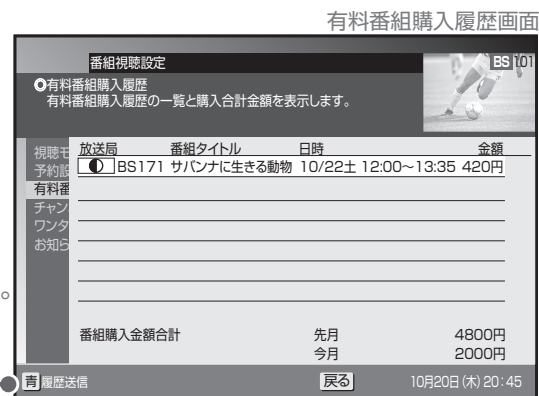 有料番組購入履歴画面
番組視聴設定
BS 101
有料番組購入履歴
有料番組購入履歴の一覧と購入合計金額を表示します。
視聴モ
予約設
有料番
チャン
ワンタ
お知ら
放送局 番組タイトル 日時 金額
BS171 サバンナに生きる動物 10/22土 12:00～13:35 420円
番組購入金額合計 先月 4800円
今月 2000円
青 履歴送信 戻る 10月20日(木) 20:45